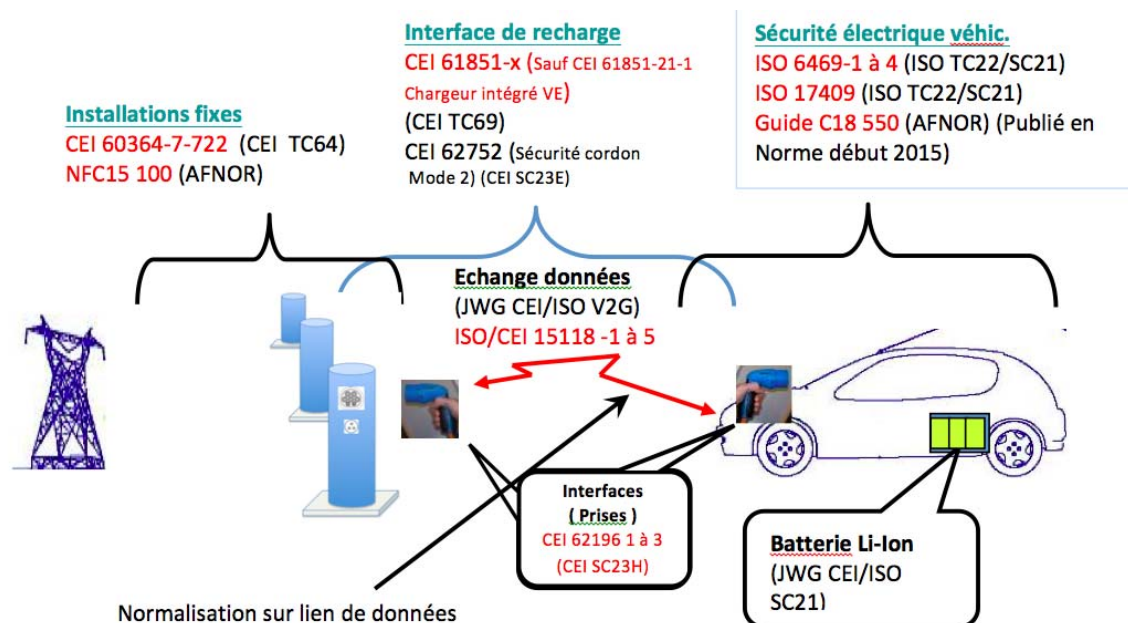 Interface de recharge
CEI 61851-x (Sauf CEI 61851-21-1
Chargeur intégré VE)
(CEI TC69)
CEI 62752 (Sécurité cordon
Mode 2) (CEI SC23E)
Sécurité électrique véhic.
ISO 6469-1 à 4 (ISO TC22/SC21)
ISO 17409 (ISO TC22/SC21)
Guide C18 550 (AFNOR) (Publié en
Norme début 2015)
Installations fixes
CEI 60364-7-722 (CEI TC64)
NFC15 100 (AFNOR)
Echange données
(JWG CEI/ISO V2G)
ISO/CEI 15118 -1 à 5
Interfaces
( Prises )
CEI 62196 1 à 3
(CEI SC23H)
Batterie Li-Ion
(JWG CEI/ISO
SC21)
Normalisation sur lien de données